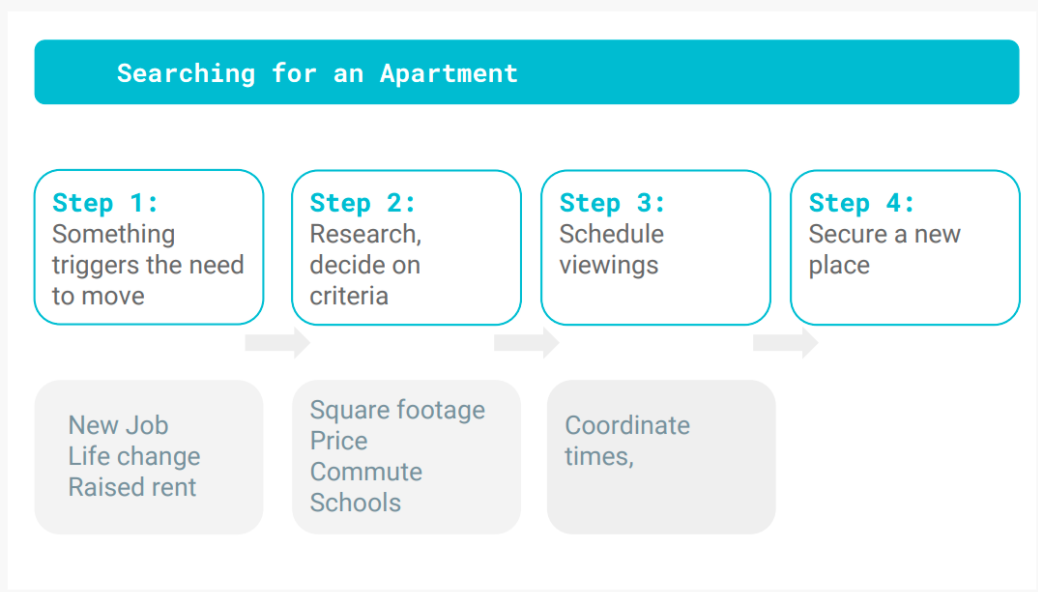 Searching for an Apartment
Step 1:
Something
triggers the need
to move
Step 2:
Research,
decide on
criteria
Step 3:
Schedule
viewings
Step 4:
Secure a new
place
New Job
Life change
Raised rent
Square footage
Price
Commute
Schools
Coordinate
times,